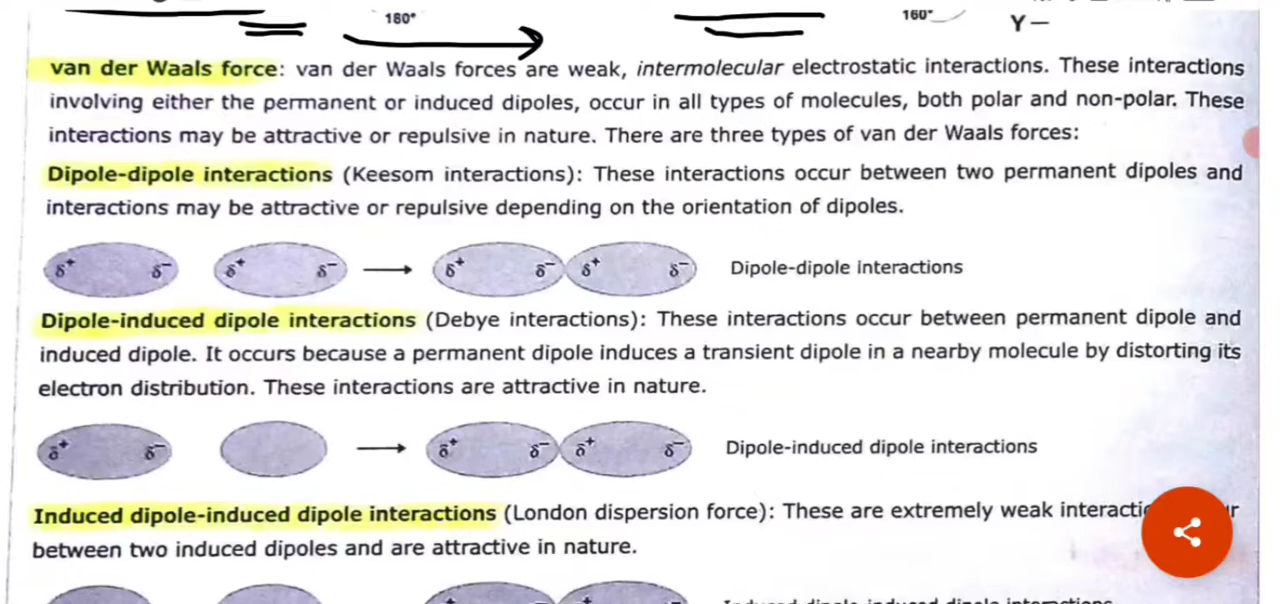 180°
160°
Y—
van der Waals force: van der Waals forces are weak, intermolecular electrostatic interactions. These interactions
involving either the permanent or induced dipoles, occur in all types of molecules, both polar and non-polar. These
interactions may be attractive or repulsive in nature. There are three types of van der Waals forces:
Dipole-dipole interactions (Keesom interactions): These interactions occur between two permanent dipoles and
interactions may be attractive or repulsive depending on the orientation of dipoles.
δ+ δ− δ+ δ− → δ+ δ− δ+ δ− Dipole-dipole interactions
Dipole-induced dipole interactions (Debye interactions): These interactions occur between permanent dipole and
induced dipole. It occurs because a permanent dipole induces a transient dipole in a nearby molecule by distorting its
electron distribution. These interactions are attractive in nature.
δ+ δ− → δ+ δ− δ+ δ− Dipole-induced dipole interactions
Induced dipole-induced dipole interactions (London dispersion force): These are extremely weak
between two induced dipoles and are attractive in nature.
Induced dipole-induced dipole interactions